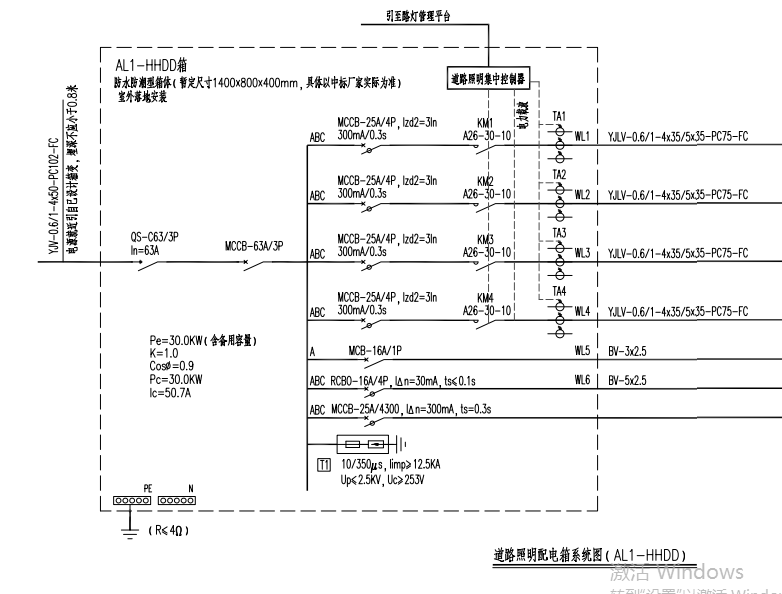 引至路灯管理平台
AL1-HHDD箱
防水防潮型箱体(暂定尺寸1400x800x400mm,具体以中标厂家实际为准)
室外落地安装
道路照明集中控制器
电力载波
YJV-0.6/1-4x50-PC102-FC
电源就近引自已设计箱变,埋深不应小于0.8米
QS-C63/3P
In=63A
MCCB-63A/3P
ABC
MCCB-25A/4P, Izd2=3In
300mA/0.3s
KM1
A26-30-10
TA1
WL1
YJLV-0.6/1-4x35/5x35-PC75-FC
ABC
MCCB-25A/4P, Izd2=3In
300mA/0.3s
KM2
A26-30-10
TA2
WL2
YJLV-0.6/1-4x35/5x35-PC75-FC
ABC
MCCB-25A/4P, Izd2=3In
300mA/0.3s
KM3
A26-30-10
TA3
WL3
YJLV-0.6/1-4x35/5x35-PC75-FC
ABC
MCCB-25A/4P, Izd2=3In
300mA/0.3s
KM4
A26-30-10
TA4
WL4
YJLV-0.6/1-4x35/5x35-PC75-FC
Pe=30.0KW(含备用容量)
K=1.0
CosØ=0.9
Pc=30.0KW
Ic=50.7A
A
MCB-16A/1P
WL5
BV-3x2.5
ABC
RCBO-16A/4P, I△n=30mA, ts≤0.1s
WL6
BV-5x2.5
ABC
MCCB-25A/4300, I△n=300mA, ts=0.3s
T1
10/350μs, Iimp≥12.5KA
Up≤2.5KV, Uc≥253V
PE
N
(R≤4Ω)
道路照明配电箱系统图(AL1-HHDD)
激活 Windows